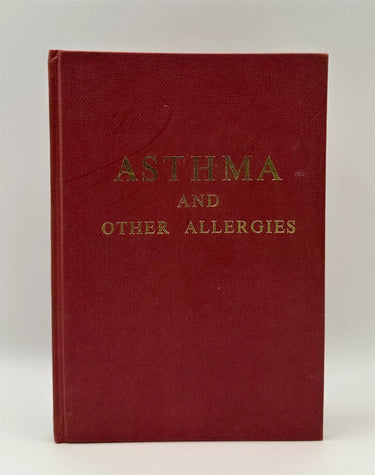 ASTHMA
AND
OTHER ALLERGIES